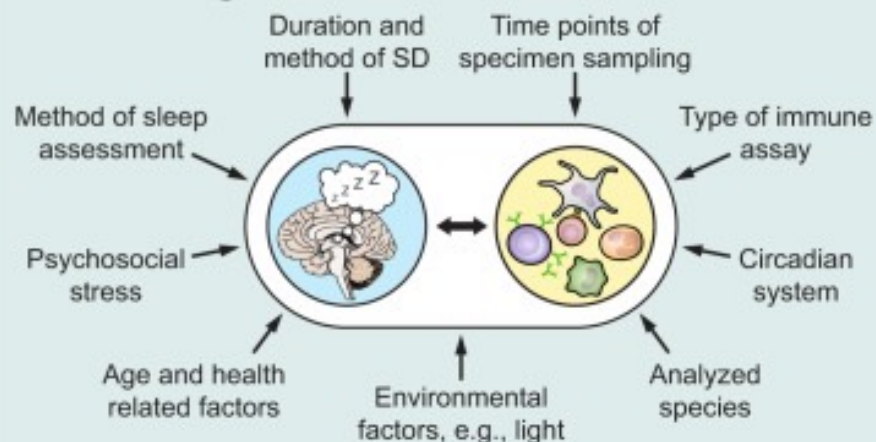 Duration and
method of SD
Time points of
specimen sampling
Method of sleep
assessment
Type of immune
assay
z z Z Z
Psychosocial
stress
Circadian
system
Age and health
related factors
Environmental
factors, e.g., light
Analyzed
species